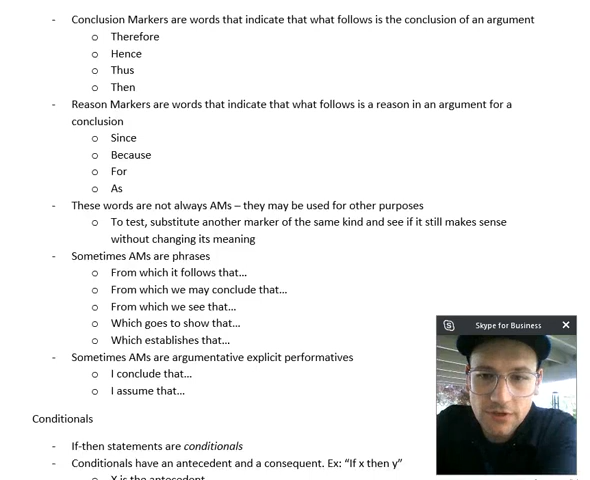 - Conclusion Markers are words that indicate that what follows is the conclusion of an argument
o Therefore
o Hence
o Thus
o Then
- Reason Markers are words that indicate that what follows is a reason in an argument for a
conclusion
o Since
o Because
o For
o As
- These words are not always AMs – they may be used for other purposes
o To test, substitute another marker of the same kind and see if it still makes sense
without changing its meaning
- Sometimes AMs are phrases
o From which it follows that...
o From which we may conclude that...
o From which we see that...
o Which goes to show that...
o Which establishes that...
- Sometimes AMs are argumentative explicit performatives
o I conclude that...
o I assume that...
Skype for Business
Conditionals
- If-then statements are conditionals
- Conditionals have an antecedent and a consequent. Ex: “If x then y”
o X is the antecedent